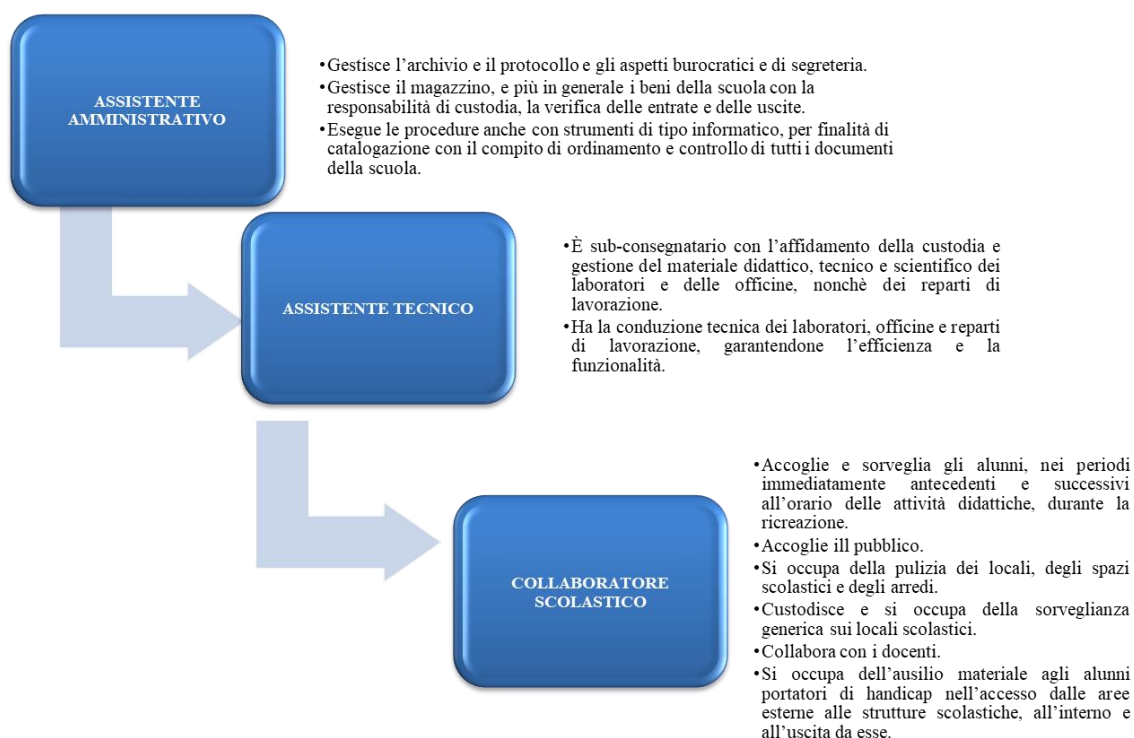 ASSISTENTE
AMMINISTRATIVO
•Gestisce l’archivio e il protocollo e gli aspetti burocratici e di segreteria.
•Gestisce il magazzino, e più in generale i beni della scuola con la
responsabilità di custodia, la verifica delle entrate e delle uscite.
•Esegue le procedure anche con strumenti di tipo informatico, per finalità di
catalogazione con il compito di ordinamento e controllo di tutti i documenti
della scuola.
ASSISTENTE TECNICO
•È sub-consegnatario con l’affidamento della custodia e
gestione del materiale didattico, tecnico e scientifico dei
laboratori e delle officine, nonchè dei reparti di
lavorazione.
•Ha la conduzione tecnica dei laboratori, officine e reparti
di lavorazione, garantendone l’efficienza e la
funzionalità.
COLLABORATORE
SCOLASTICO
•Accoglie e sorveglia gli alunni, nei periodi
immediatamente antecedenti e successivi
all’orario delle attività didattiche, durante la
ricreazione.
•Accoglie ill pubblico.
•Si occupa della pulizia dei locali, degli spazi
scolastici e degli arredi.
•Custodisce e si occupa della sorveglianza
generica sui locali scolastici.
•Collabora con i docenti.
•Si occupa dell’ausilio materiale agli alunni
portatori di handicap nell’accesso dalle aree
esterne alle strutture scolastiche, all’interno e
all’uscita da esse.